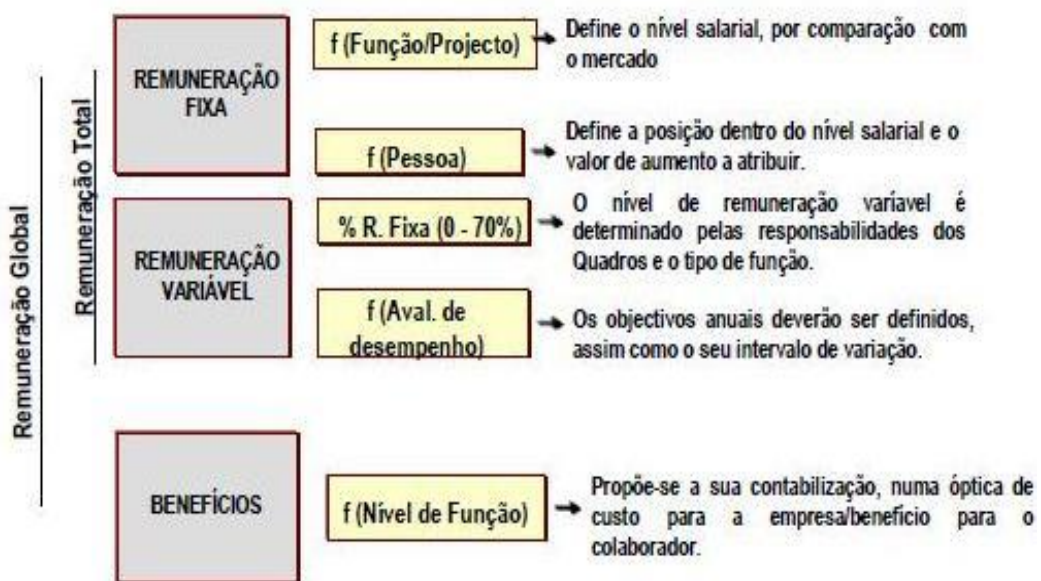 Remuneração Global
Remuneração Total
REMUNERAÇÃO
FIXA
f (Função/Projecto)
Define o nível salarial, por comparação com
o mercado
f (Pessoa)
Define a posição dentro do nível salarial e o
valor de aumento a atribuir.
REMUNERAÇÃO
VARIÁVEL
% R. Fixa (0 - 70%)
O nível de remuneração varíavel é
determinado pelas responsabilidades dos
Quadros e o tipo de função.
f (Aval. de
desempenho)
Os objectivos anuais deverão ser definidos,
assim como o seu intervalo de variação.
BENEFÍCIOS
f (Nível de Função)
Propõe-se a sua contabilização, numa óptica de
custo para a empresa/benefício para o
colaborador.